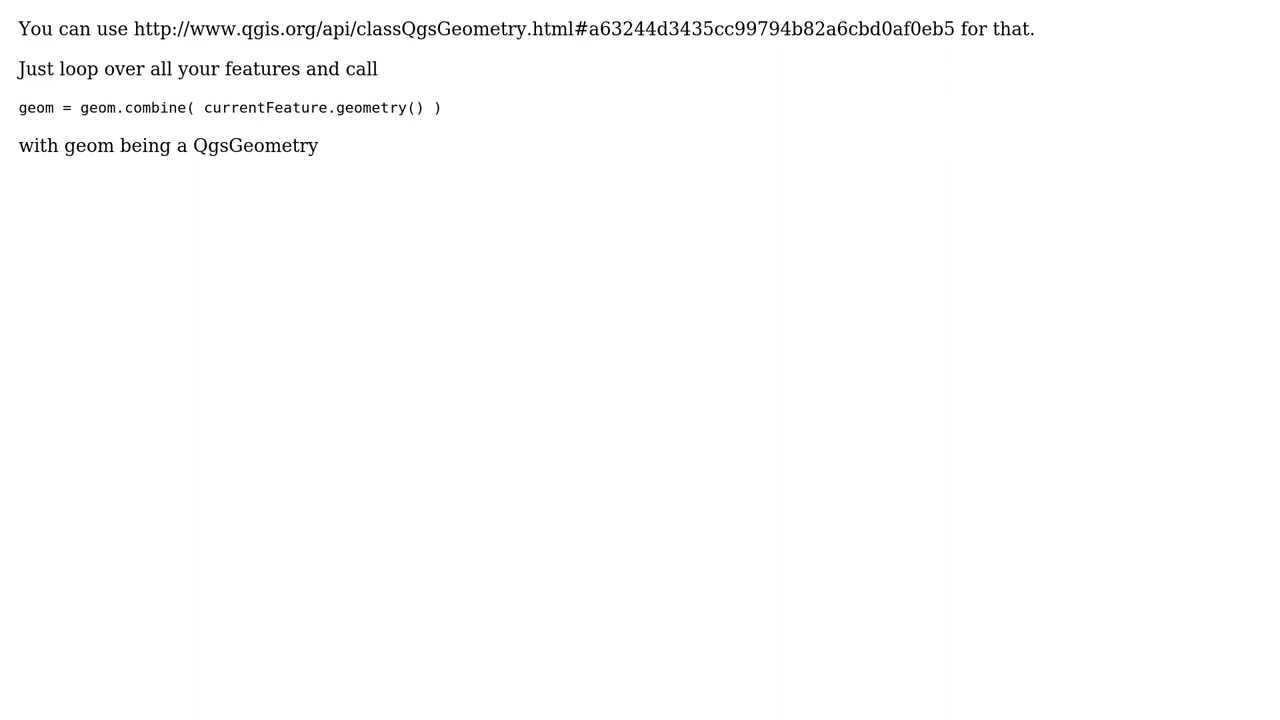 You can use http://www.qgis.org/api/classQgsGeometry.html#a63244d3435cc99794b82a6cbd0af0eb5 for that.
Just loop over all your features and call
geom = geom.combine( currentFeature.geometry() )
with geom being a QgsGeometry